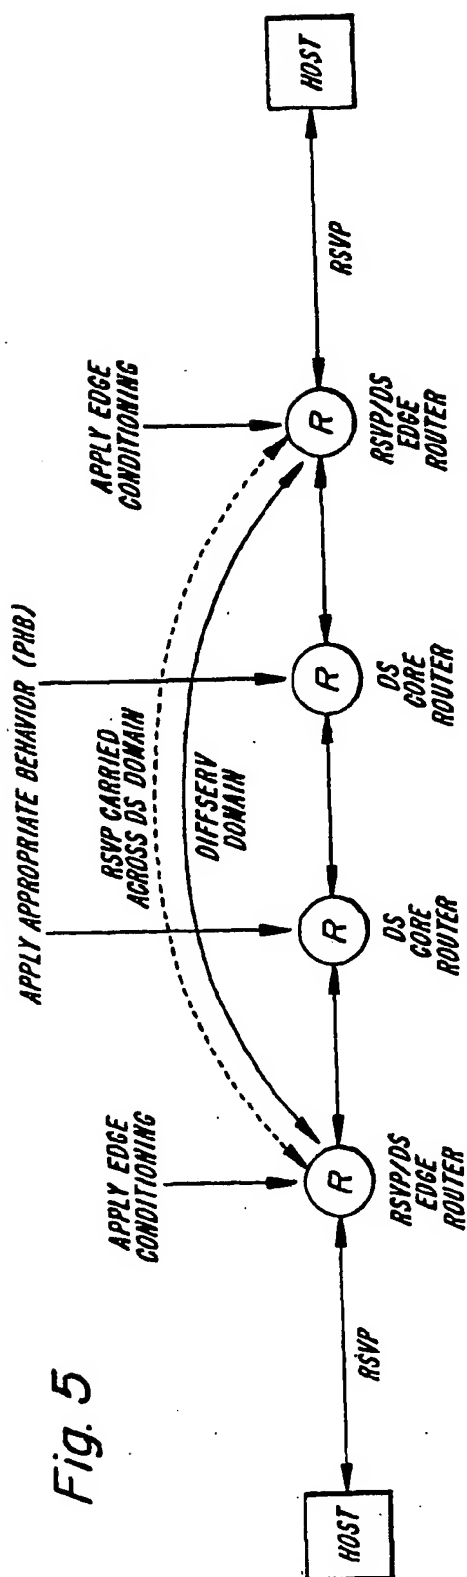 Fig. 5
APPLY APPROPRIATE BEHAVIOR (PHB)
APPLY EDGE
CONDITIONING
RSVP CARRIED
ACROSS DS DOMAIN
DIFFSERV
DOMAIN
APPLY EDGE
CONDITIONING
HOST
RSVP
R
RSVP/DS
EDGE
ROUTER
R
DS
CORE
ROUTER
R
DS
CORE
ROUTER
R
RSVP/DS
EDGE
ROUTER
RSVP
HOST